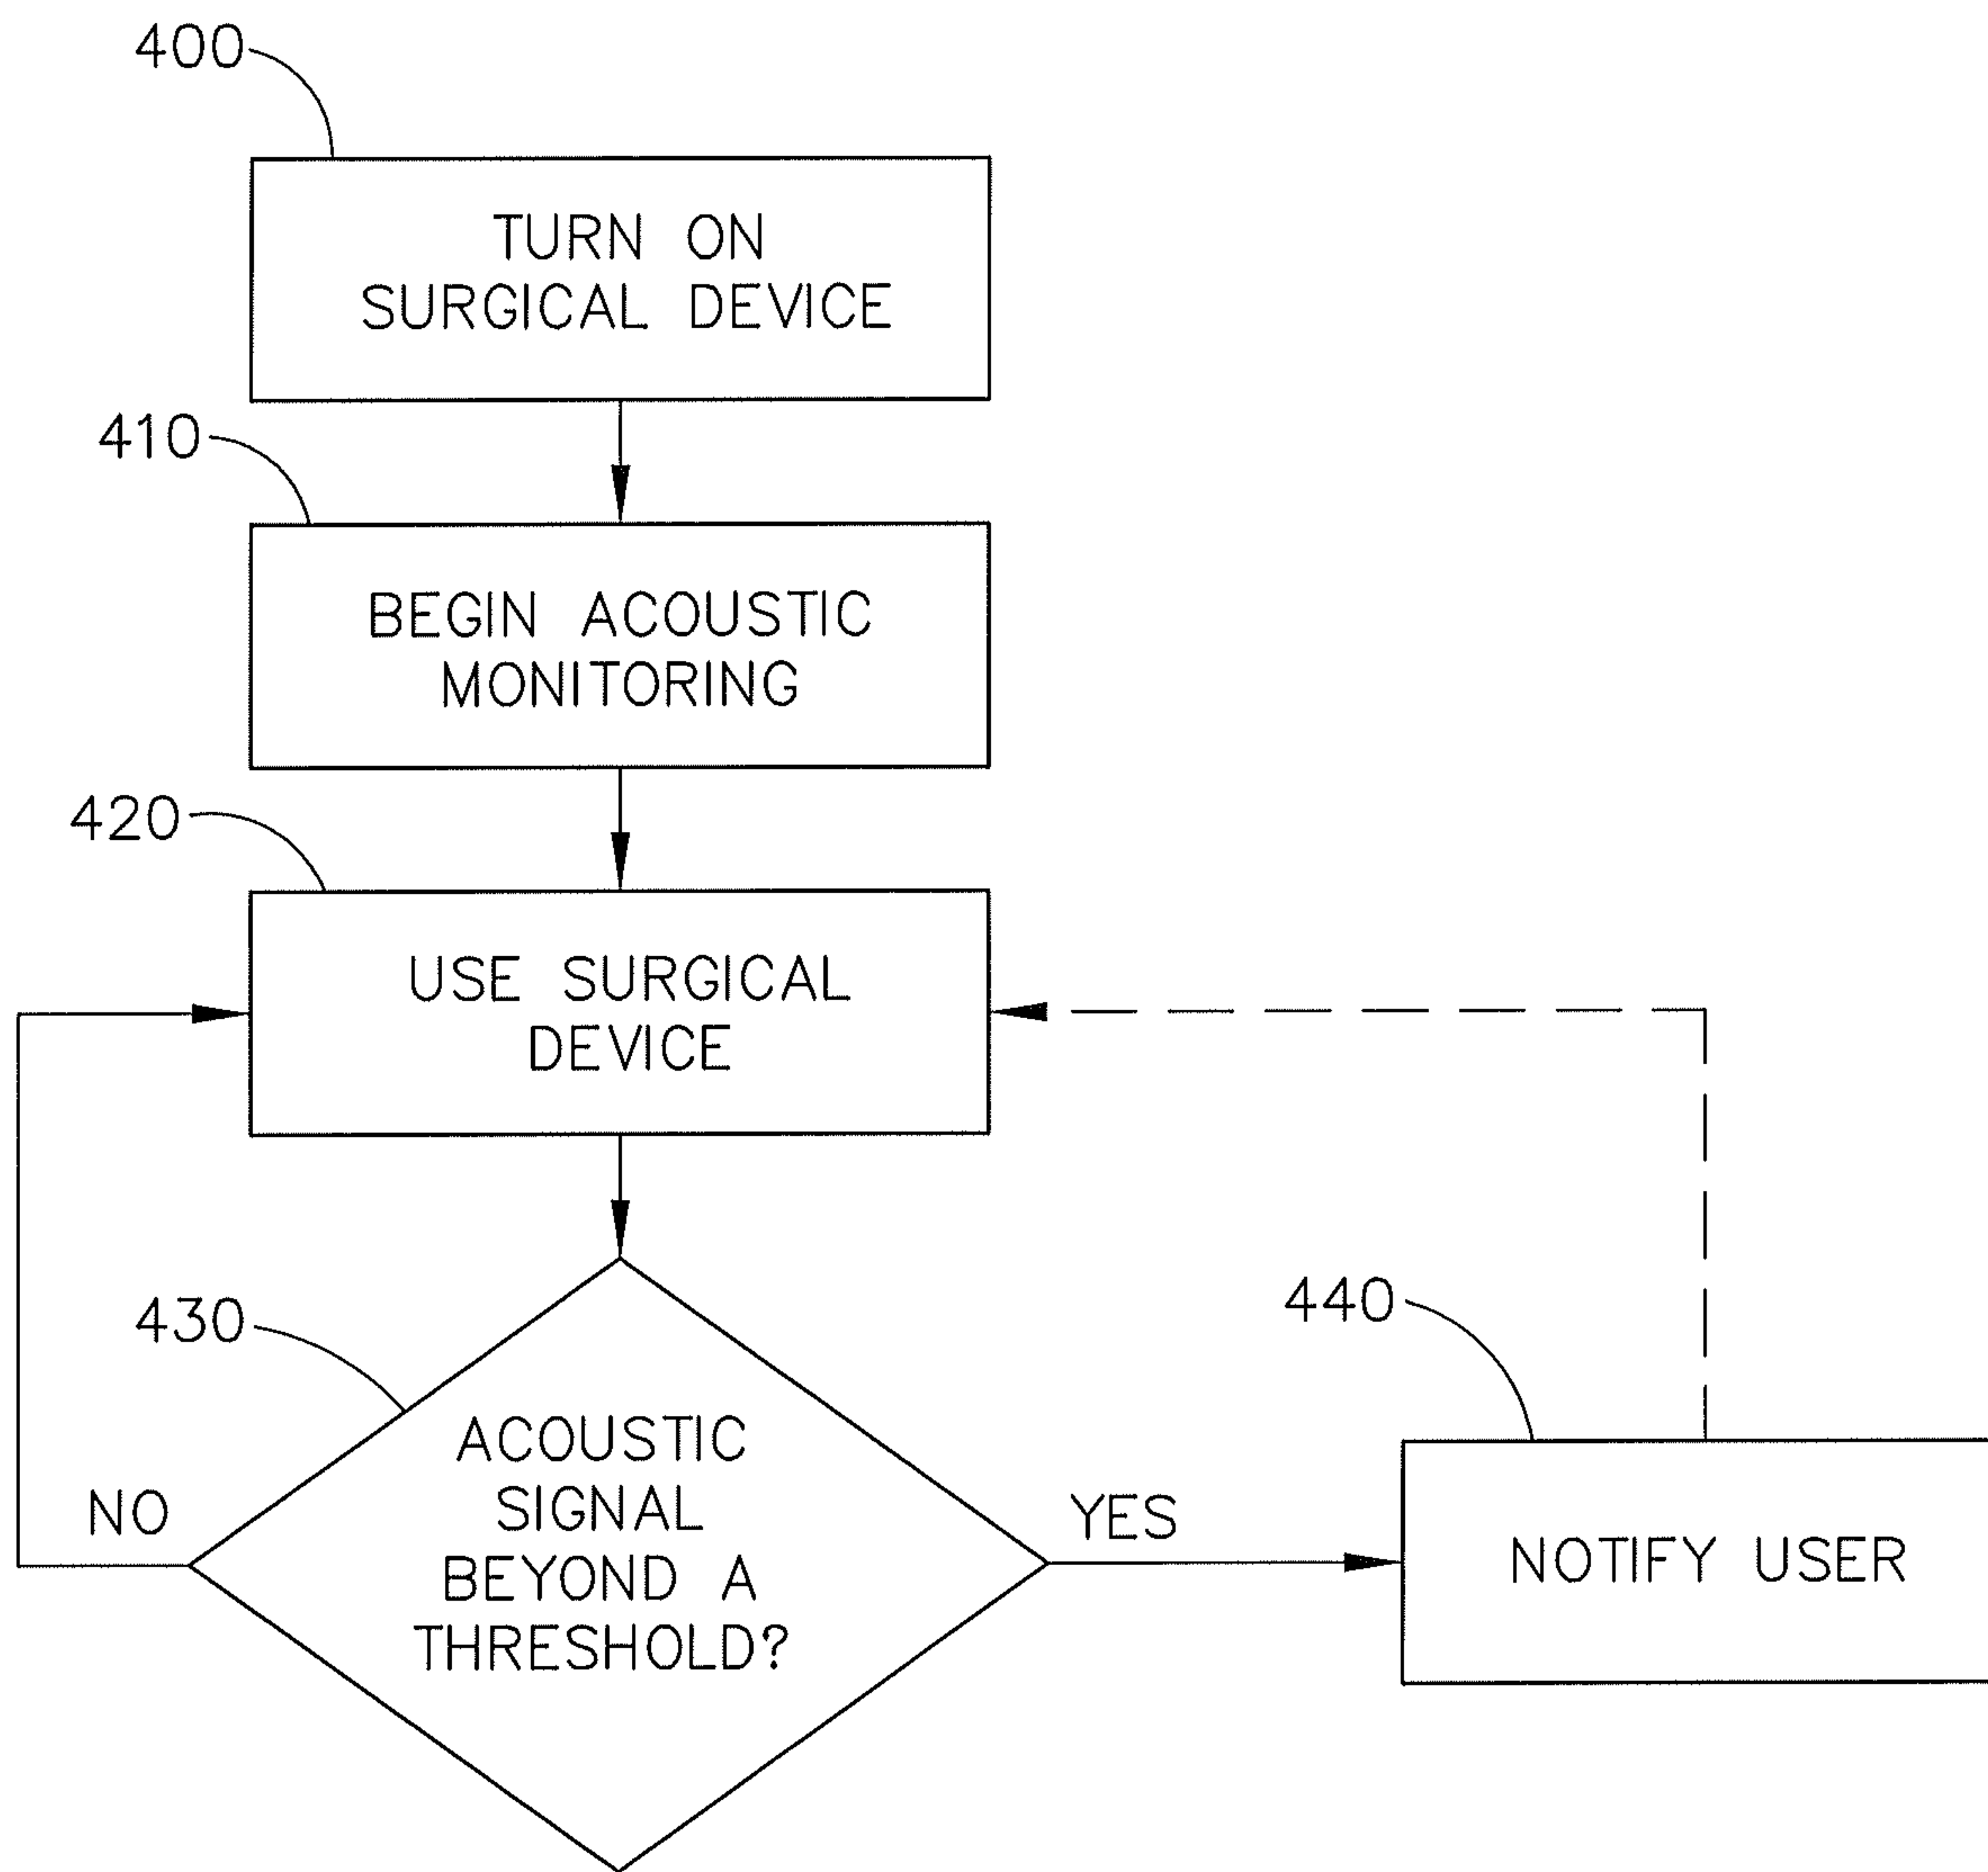 400
TURN ON
SURGICAL DEVICE
410
BEGIN ACOUSTIC
MONITORING
420
USE SURGICAL
DEVICE
430
ACOUSTIC
SIGNAL
BEYOND A
THRESHOLD?
NO
YES
440
NOTIFY USER